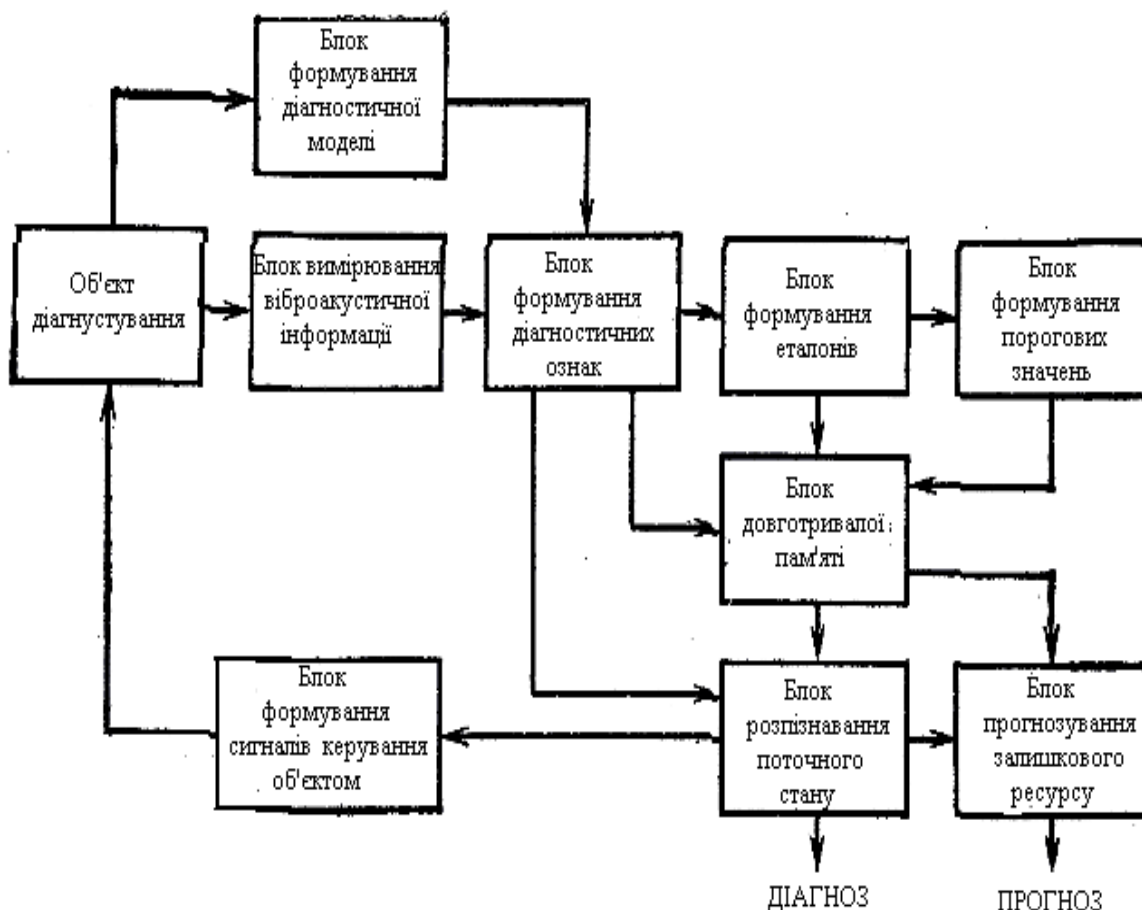 Блок
формування
діагностичної
моделі
Об'єкт
діагнустування
Блок вимірювання
віброакустичної
інформації
Блок
формування
діагностичних
ознак
Блок
формування
еталонів
Блок
формування
порогових
значень
Блок
довготривалої
пам'яті
Блок
формування
сигналів керування
об'єктом
Блок
розпізнавання
поточного
стану
Блок
прогнозування
залишкового
ресурсу
ДІАГНОЗ
ПРОГНОЗ